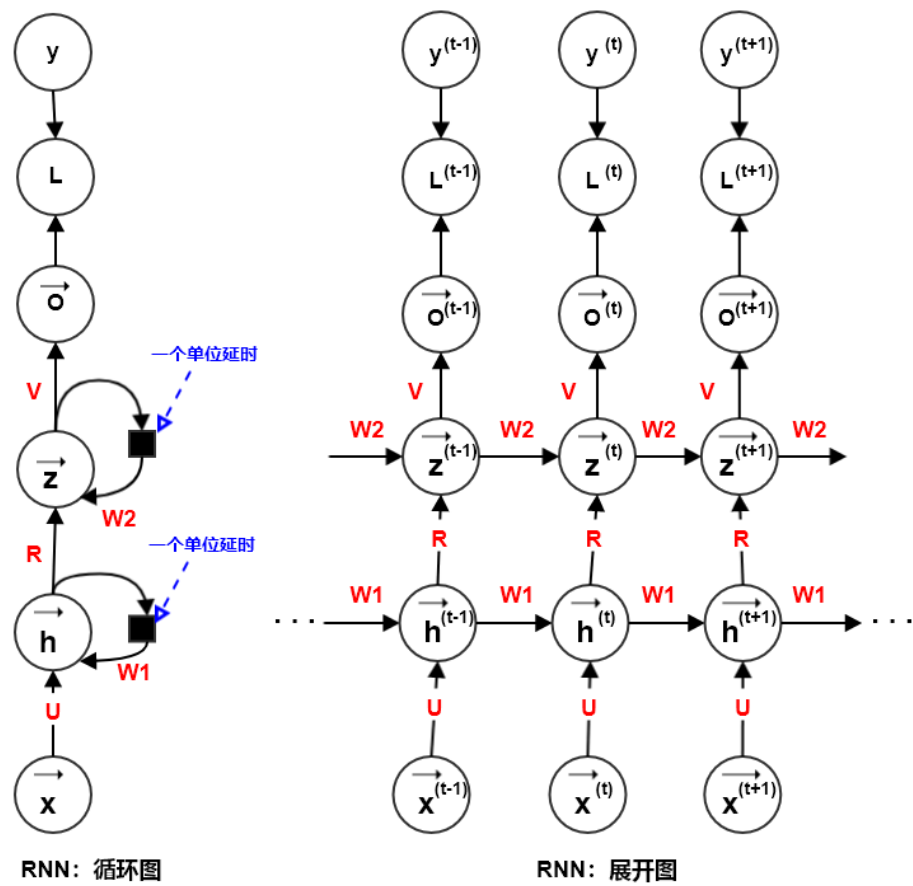 y
L
o
V
一个单位延时
z
W2
R
一个单位延时
h
W1
U
x
RNN：循环图
y(t-1) y(t) y(t+1)
L(t-1) L(t) L(t+1)
o(t-1) o(t) o(t+1)
V V V
W2 W2 W2 W2
z(t-1) z(t) z(t+1)
R R R
W1 W1 W1 W1
··· h(t-1) h(t) h(t+1) ···
U U U
x(t-1) x(t) x(t+1)
RNN：展开图